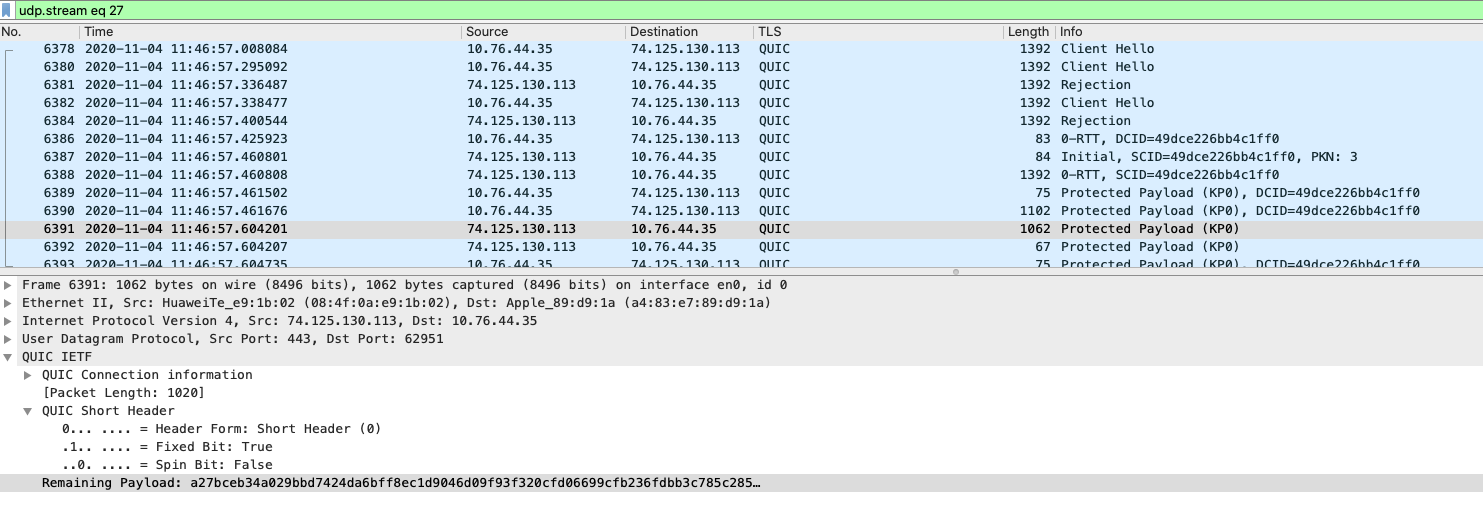 udp.stream eq 27
No. Time Source Destination TLS Length Info
6378 2020-11-04 11:46:57.008084 10.76.44.35 74.125.130.113 QUIC 1392 Client Hello
6380 2020-11-04 11:46:57.295092 10.76.44.35 74.125.130.113 QUIC 1392 Client Hello
6381 2020-11-04 11:46:57.336487 74.125.130.113 10.76.44.35 QUIC 1392 Rejection
6382 2020-11-04 11:46:57.338477 10.76.44.35 74.125.130.113 QUIC 1392 Client Hello
6384 2020-11-04 11:46:57.400544 74.125.130.113 10.76.44.35 QUIC 1392 Rejection
6386 2020-11-04 11:46:57.425923 10.76.44.35 74.125.130.113 QUIC 83 0-RTT, DCID=49dce226bb4c1ff0
6387 2020-11-04 11:46:57.460801 74.125.130.113 10.76.44.35 QUIC 84 Initial, SCID=49dce226bb4c1ff0, PKN: 3
6388 2020-11-04 11:46:57.460808 74.125.130.113 10.76.44.35 QUIC 1392 0-RTT, SCID=49dce226bb4c1ff0
6389 2020-11-04 11:46:57.461502 10.76.44.35 74.125.130.113 QUIC 75 Protected Payload (KP0), DCID=49dce226bb4c1ff0
6390 2020-11-04 11:46:57.461676 10.76.44.35 74.125.130.113 QUIC 1102 Protected Payload (KP0), DCID=49dce226bb4c1ff0
6391 2020-11-04 11:46:57.604201 74.125.130.113 10.76.44.35 QUIC 1062 Protected Payload (KP0)
6392 2020-11-04 11:46:57.604207 74.125.130.113 10.76.44.35 QUIC 67 Protected Payload (KP0)
6393 2020-11-04 11:46:57.604735 10.76.44.35 74.125.130.113 QUIC 75 Protected Payload (KP0), DCID=49dce226bb4c1ff0
Frame 6391: 1062 bytes on wire (8496 bits), 1062 bytes captured (8496 bits) on interface en0, id 0
Ethernet II, Src: HuaweiTe_e9:1b:02 (08:4f:0a:e9:1b:02), Dst: Apple_89:d9:1a (a4:83:e7:89:d9:1a)
Internet Protocol Version 4, Src: 74.125.130.113, Dst: 10.76.44.35
User Datagram Protocol, Src Port: 443, Dst Port: 62951
QUIC IETF
QUIC Connection information
[Packet Length: 1020]
QUIC Short Header
0... .... = Header Form: Short Header (0)
.1.. .... = Fixed Bit: True
..0. .... = Spin Bit: False
Remaining Payload: a27bceb34a029bbd7424da6bff8ec1d9046d09f93f320cfd06699cfb236fdbb3c785c285…